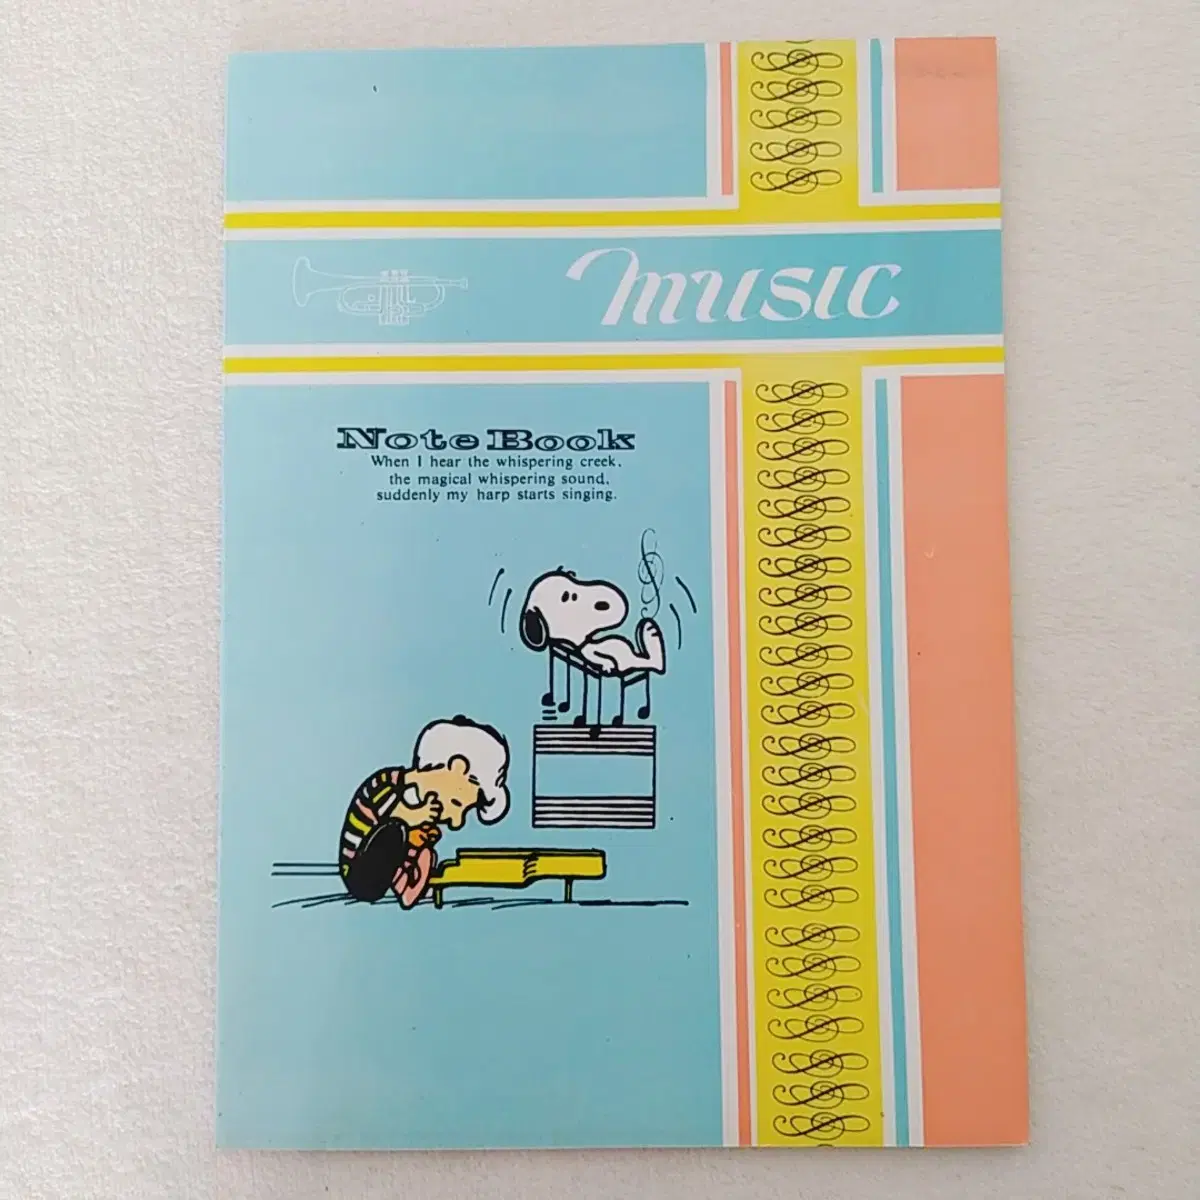 music
Note Book
When I hear the whispering creek,
the magical whispering sound,
suddenly my harp starts singing.